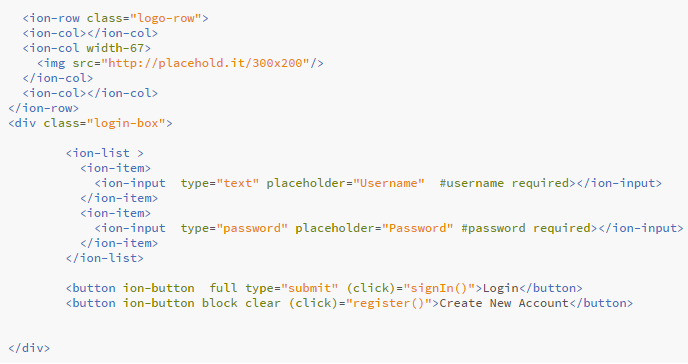 <ion-row class="logo-row">
<ion-col></ion-col>
<ion-col width-67>
<img src="http://placehold.it/300x200"/>
</ion-col>
<ion-col></ion-col>
</ion-row>
<div class="login-box">
<ion-list >
<ion-item>
<ion-input  type="text" placeholder="Username"  #username required></ion-input>
</ion-item>
<ion-item>
<ion-input  type="password" placeholder="Password" #password required></ion-input>
</ion-item>
</ion-list>
<button ion-button  full type="submit" (click)="signIn()">Login</button>
<button ion-button block clear (click)="register()">Create New Account</button>
</div>